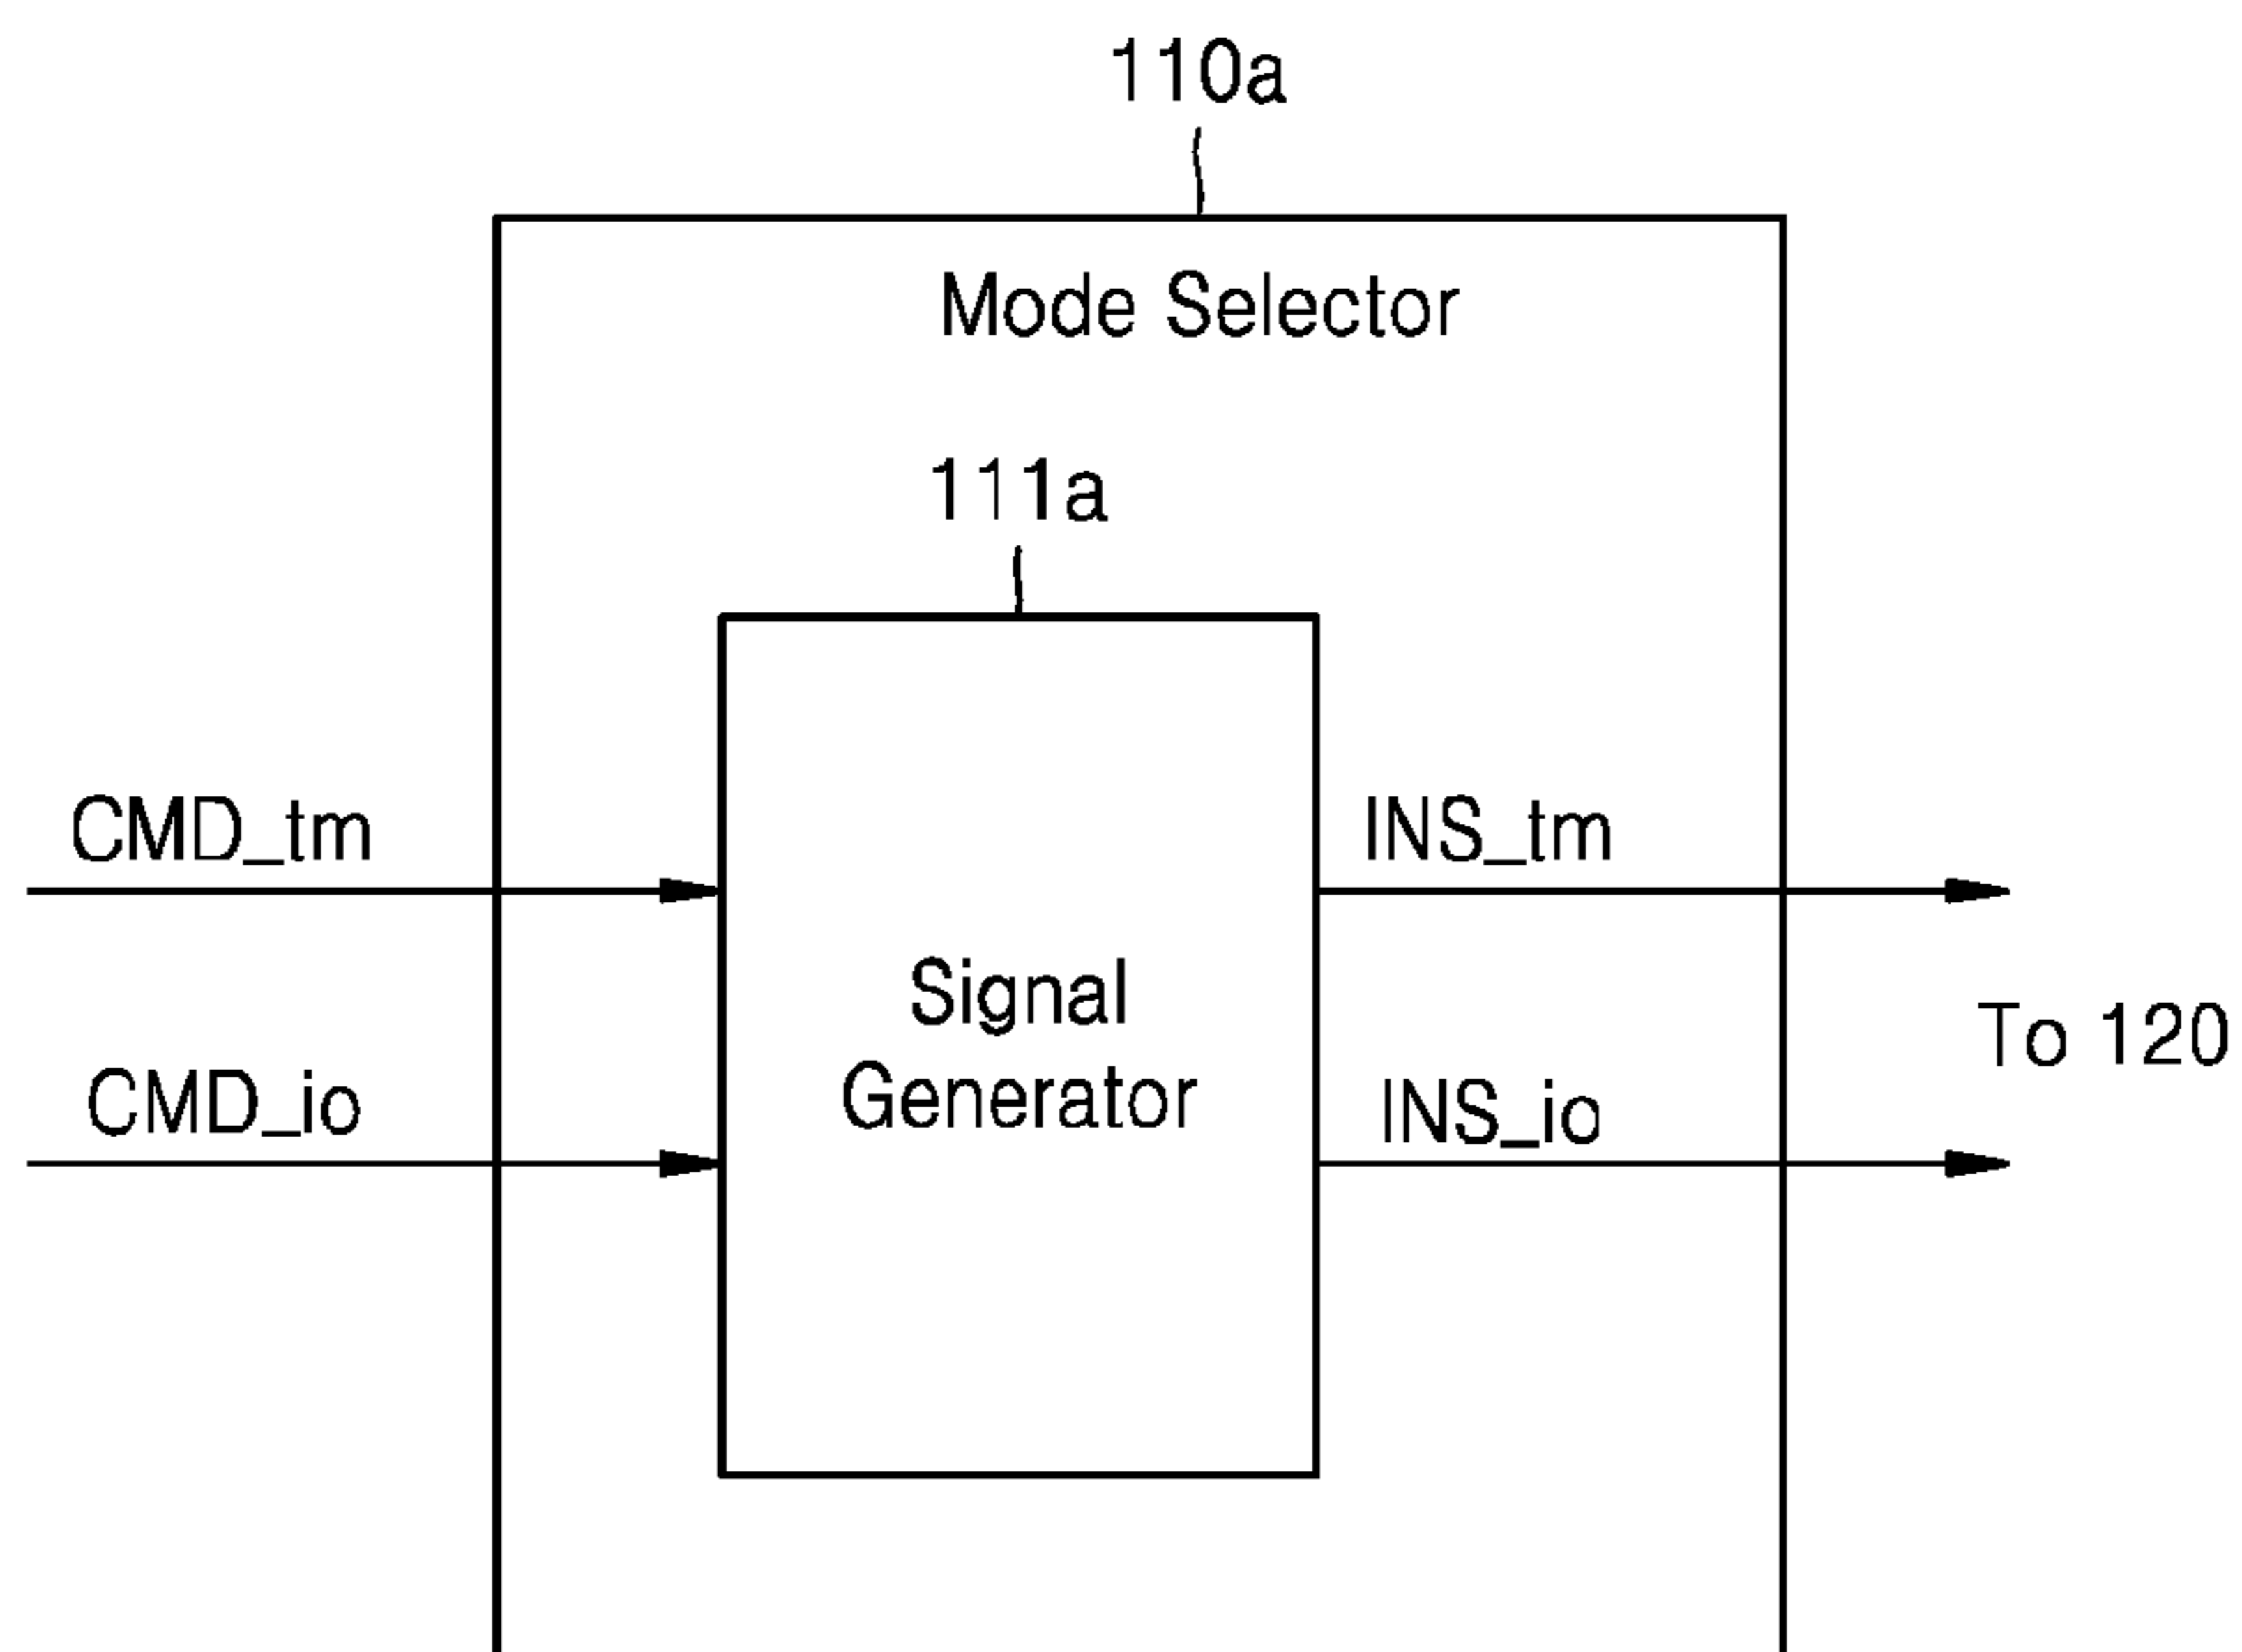 110a
Mode Selector
111a
CMD_tm
INS_tm
Signal
Generator
To 120
CMD_io
INS_io